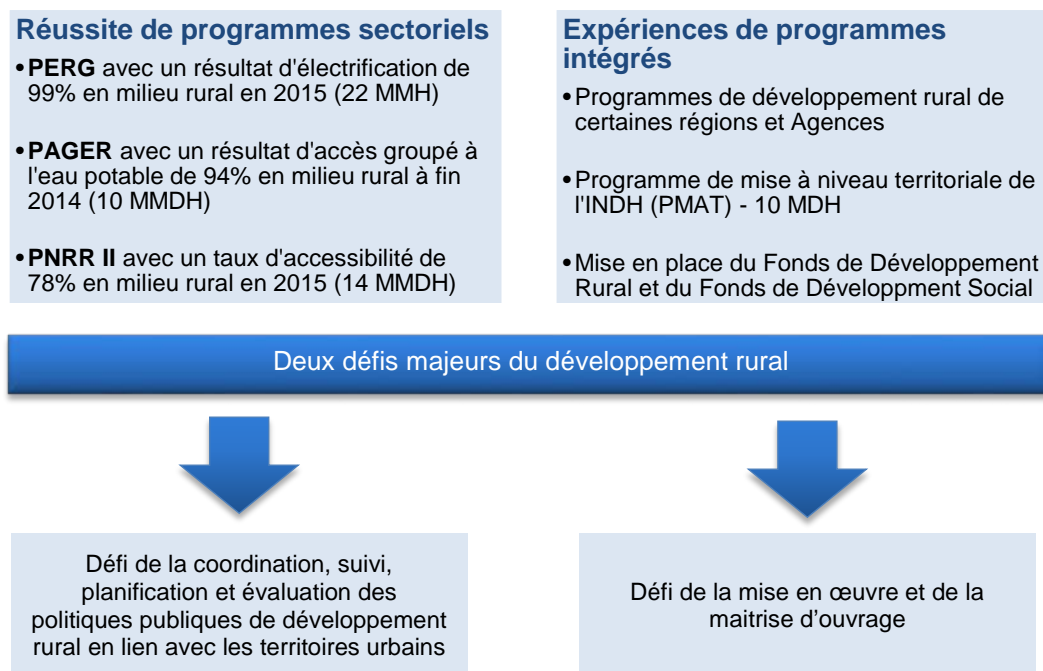 Réussite de programmes sectoriels
•PERG avec un résultat d'électrification de
99% en milieu rural en 2015 (22 MMH)
•PAGER avec un résultat d'accès groupé à
l'eau potable de 94% en milieu rural à fin
2014 (10 MMDH)
•PNRR II avec un taux d'accessibilité de
78% en milieu rural en 2015 (14 MMDH)
Expériences de programmes
intégrés
•Programmes de développement rural de
certaines régions et Agences
•Programme de mise à niveau territoriale de
l'INDH (PMAT) - 10 MDH
•Mise en place du Fonds de Développement
Rural et du Fonds de Développment Social
Deux défis majeurs du développement rural
Défi de la coordination, suivi,
planification et évaluation des
politiques publiques de développement
rural en lien avec les territoires urbains
Défi de la mise en œuvre et de la
maitrise d’ouvrage